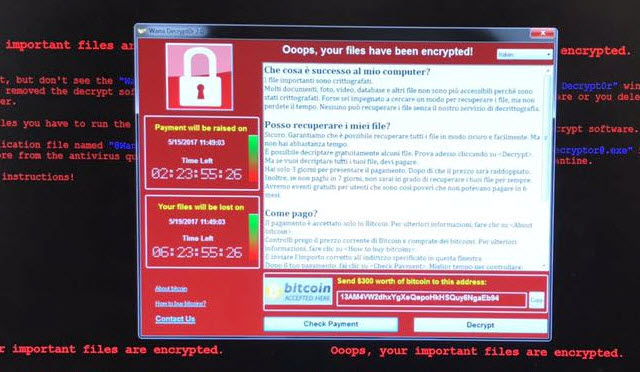 important files are encrypted.
Wana Decrypt0r 2.0
Ooops, your files have been encrypted!
Italian
Che cosa è successo al mio computer?
I file importanti sono crittografati.
Molti documenti, foto, video, database e altri file non sono più accessibili perché sono
stati crittografati. Forse sei impegnato a cercare un modo per recuperare i file, ma non
perdete il tempo. Nessuno può recuperare i file senza il nostro servizio di decrittografia.
Posso recuperare i miei file?
Sicuro. Garantiamo che è possibile recuperare tutti i file in modo sicuro e facilmente. Ma
non hai abbastanza tempo.
È possibile decriptare gratuitamente alcuni file. Prova adesso cliccando su <Decrypt>.
Ma se vuoi decriptare tutti i tuoi file, devi pagare.
Hai solo 3 giorni per presentare il pagamento. Dopo di che il prezzo sarà raddoppiato.
Inoltre, se non paghi in 7 giorni, non sarai in grado di recuperare i tuoi file per sempre.
Avremo eventi gratuiti per utenti che sono così poveri che non potevano pagare in 6
mesi.
Come pago?
Il pagamento è accettato solo in Bitcoin. Per ulteriori informazioni, fare clic su <About
bitcoin>.
Controlli prego il prezzo corrente di Bitcoin e comprate dei bitcoins. Per ulteriori
informazioni, fare clic su <How to buy bitcoins>.
E inviare l'importo corretto all'indirizzo specificato in questa finestra.
Dopo il tuo pagamento, fai clic su <Check Payment>. Miglior tempo per controllare:
Payment will be raised on
5/15/2017 11:49:03
Time Left
02:23:55:26
Your files will be lost on
5/19/2017 11:49:03
Time Left
06:23:55:26
About bitcoin
How to buy bitcoins?
Contact Us
bitcoin
ACCEPTED HERE
Send $300 worth of bitcoin to this address:
13AM4VW2dhxYgXeQepoHkHSQuy6NgaEb94
Copy
Check Payment
Decrypt
t, but don't see the "Wa
removed the decrypt sof
Decrypt0r" win
are or you dele
les you have to run the
crypt software.
ication file named "@Wan
ore from the antivirus qu
ecryptor@.exe" i
ntine.
instructions!
r important files are encrypted.
Ooops, your important files are encrypted.